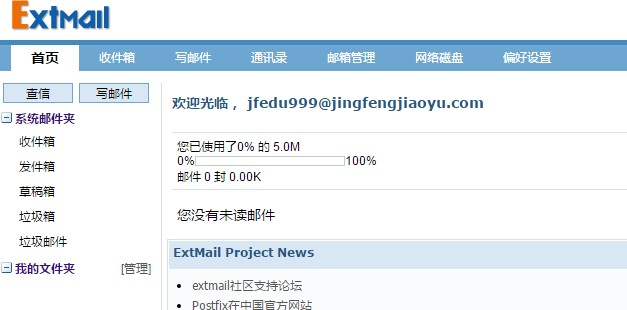 ExtMail
首页 收件箱 写邮件 通讯录 邮箱管理 网络磁盘 偏好设置
查信 写邮件
系统邮件夹
收件箱
发件箱
草稿箱
垃圾箱
垃圾邮件
我的文件夹 [管理]
欢迎光临， jfedu999@jingfengjiaoyu.com
您已使用了0% 的 5.0M
0% 100%
邮件 0 封 0.00K
您没有未读邮件
ExtMail Project News
extmail社区支持论坛
Postfix在中国官方网站